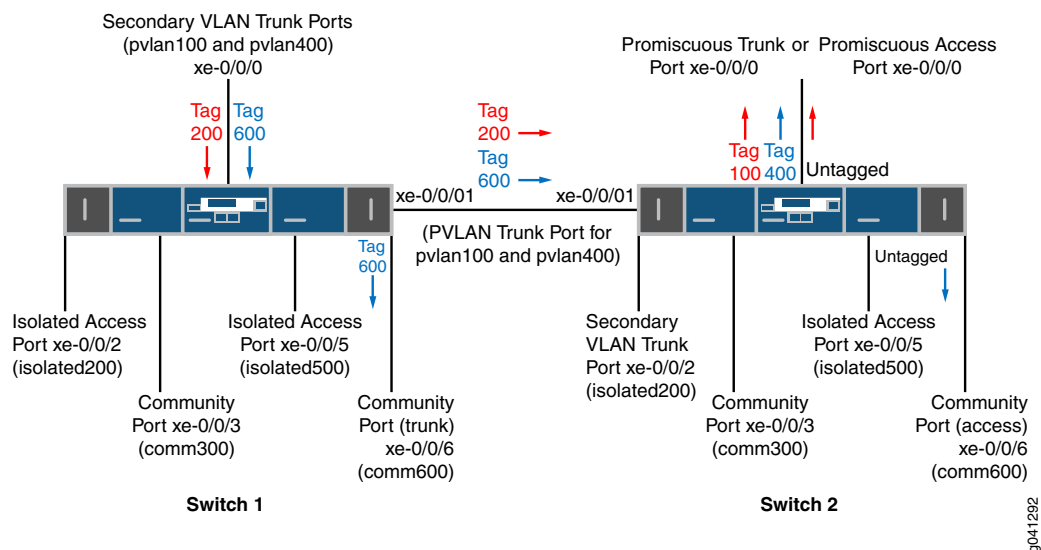 Secondary VLAN Trunk Ports
(pvlan100 and pvlan400)
xe-0/0/0
Promiscuous Trunk or
Port xe-0/0/0
Promiscuous Access
Port xe-0/0/0
Tag
200
Tag
600
Tag
200
Tag
600
Tag
100
Tag
400
Untagged
xe-0/0/01
xe-0/0/01
(PVLAN Trunk Port for
pvlan100 and pvlan400)
Tag
600
Untagged
Isolated Access
Port xe-0/0/2
(isolated200)
Isolated Access
Port xe-0/0/5
(isolated500)
Secondary
VLAN Trunk
Port xe-0/0/2
(isolated200)
Isolated Access
Port xe-0/0/5
(isolated500)
Community
Port xe-0/0/3
(comm300)
Community
Port (trunk)
xe-0/0/6
(comm600)
Community
Port xe-0/0/3
(comm300)
Community
Port (access)
xe-0/0/6
(comm600)
Switch 1
Switch 2
g041292